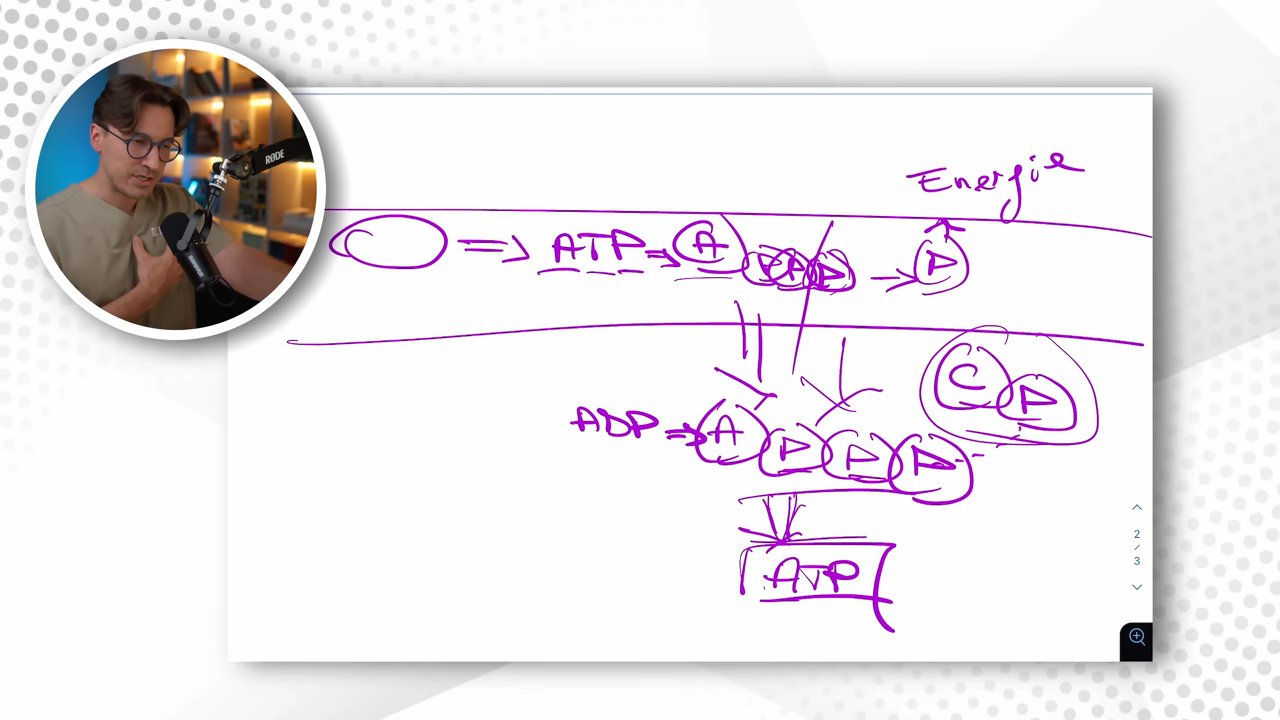 RØDE
Energie
C ⇒ ATP ⇒ A P P P → P
C P
ADP ⇒ A P P P
ATP
2
/
3